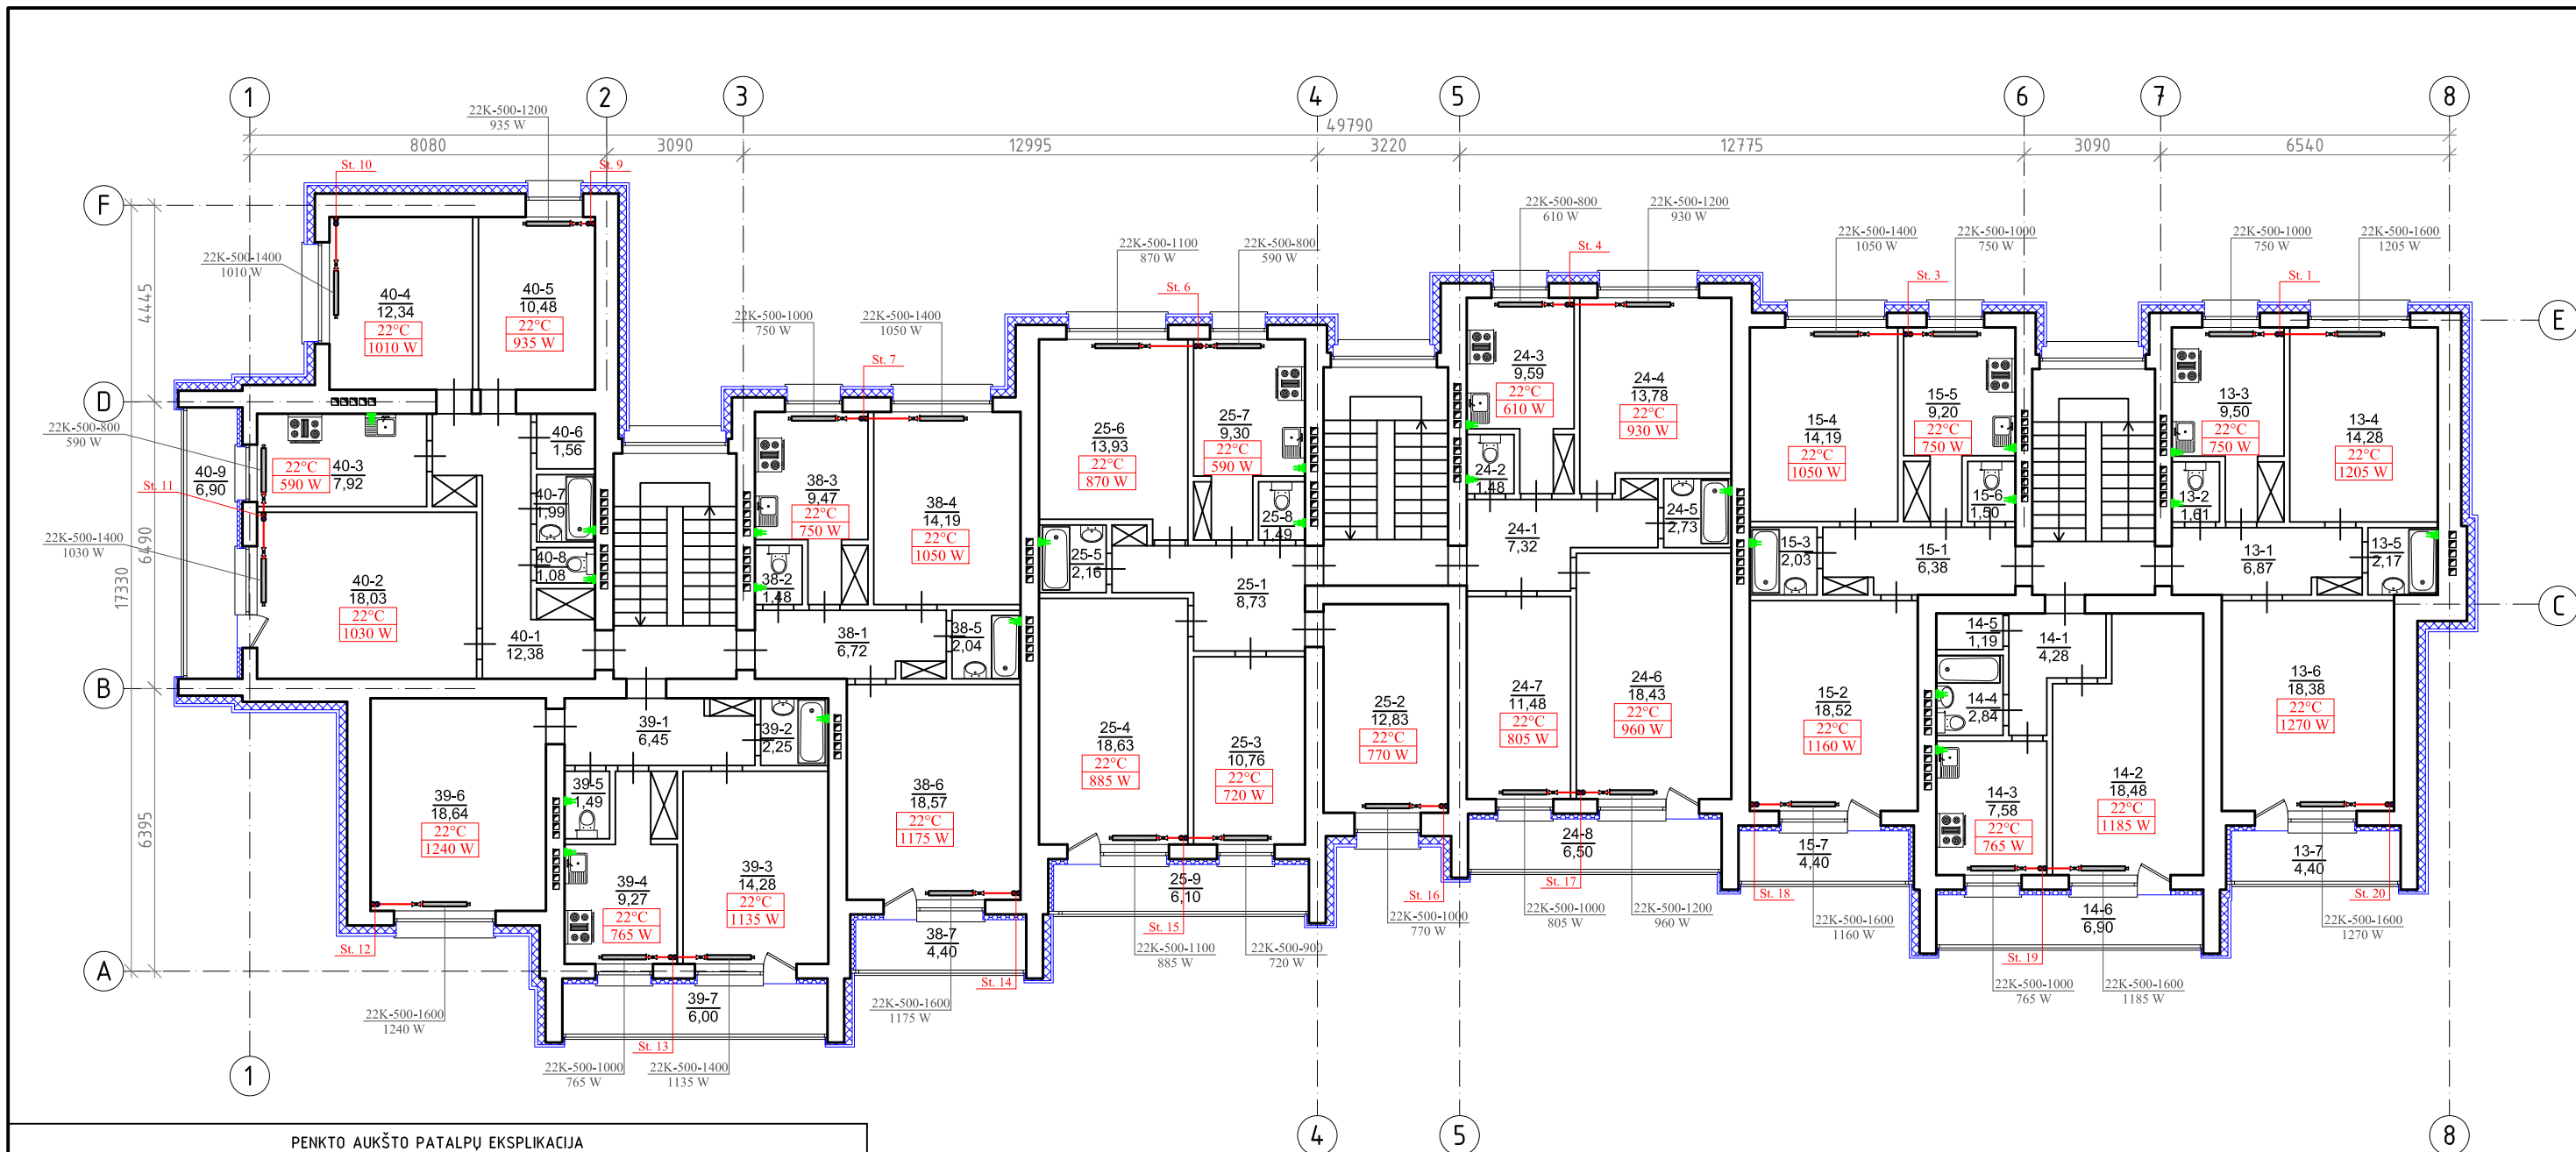 1
2
3
4
5
6
7
8
49790
8080
3090
12995
3220
12775
3090
6540
22K-500-1200
935 W
St. 10
St. 9
F
E
D
C
B
A
4445
6490
17330
6395
22K-500-1400
1010 W
40-4
12,34
22°C
1010 W
40-5
10,48
22°C
935 W
22K-500-800
590 W
St. 11
22K-500-1400
1030 W
40-9
6,90
22°C
590 W
40-3
7,92
40-6
1,56
40-7
1,99
40-8
1,08
40-2
18,03
22°C
1030 W
40-1
12,38
22K-500-1000
750 W
22K-500-1400
1050 W
St. 7
38-3
9,47
22°C
750 W
38-4
14,19
22°C
1050 W
38-2
1,48
38-1
6,72
38-5
2,04
38-6
18,57
22°C
1175 W
38-7
4,40
22K-500-1600
1175 W
St. 14
39-1
6,45
39-2
2,25
39-5
1,49
39-6
18,64
22°C
1240 W
39-4
9,27
22°C
765 W
39-3
14,28
22°C
1135 W
39-7
6,00
St. 12
22K-500-1600
1240 W
St. 13
22K-500-1000
765 W
22K-500-1400
1135 W
22K-500-1100
870 W
22K-500-800
590 W
St. 6
25-6
13,93
22°C
870 W
25-7
9,30
22°C
590 W
25-8
1,49
25-5
2,16
25-1
8,73
25-2
12,83
22°C
770 W
25-4
18,63
22°C
885 W
25-3
10,76
22°C
720 W
25-9
6,10
St. 15
22K-500-1100
885 W
22K-500-900
720 W
St. 16
22K-500-1000
770 W
22K-500-800
610 W
22K-500-1200
930 W
St. 4
24-3
9,59
22°C
610 W
24-4
13,78
22°C
930 W
24-2
1,48
24-5
2,73
24-1
7,32
24-7
11,48
22°C
805 W
24-6
18,43
22°C
960 W
24-8
6,50
St. 17
22K-500-1000
805 W
22K-500-1200
960 W
22K-500-1400
1050 W
22K-500-1000
750 W
St. 3
15-4
14,19
22°C
1050 W
15-5
9,20
22°C
750 W
15-6
1,50
15-3
2,03
15-1
6,38
15-2
18,52
22°C
1160 W
15-7
4,40
St. 18
22K-500-1600
1160 W
14-5
1,19
14-1
4,28
14-4
2,84
14-3
7,58
22°C
765 W
14-2
18,48
22°C
1185 W
14-6
6,90
St. 19
22K-500-1000
765 W
22K-500-1600
1185 W
22K-500-1000
750 W
22K-500-1600
1205 W
St. 1
13-3
9,50
22°C
750 W
13-4
14,28
22°C
1205 W
13-2
1,61
13-1
6,87
13-5
2,17
13-6
18,38
22°C
1270 W
13-7
4,40
St. 20
22K-500-1600
1270 W
1
4
5
8
PENKTO AUKŠTO PATALPŲ EKSPLIKACIJA